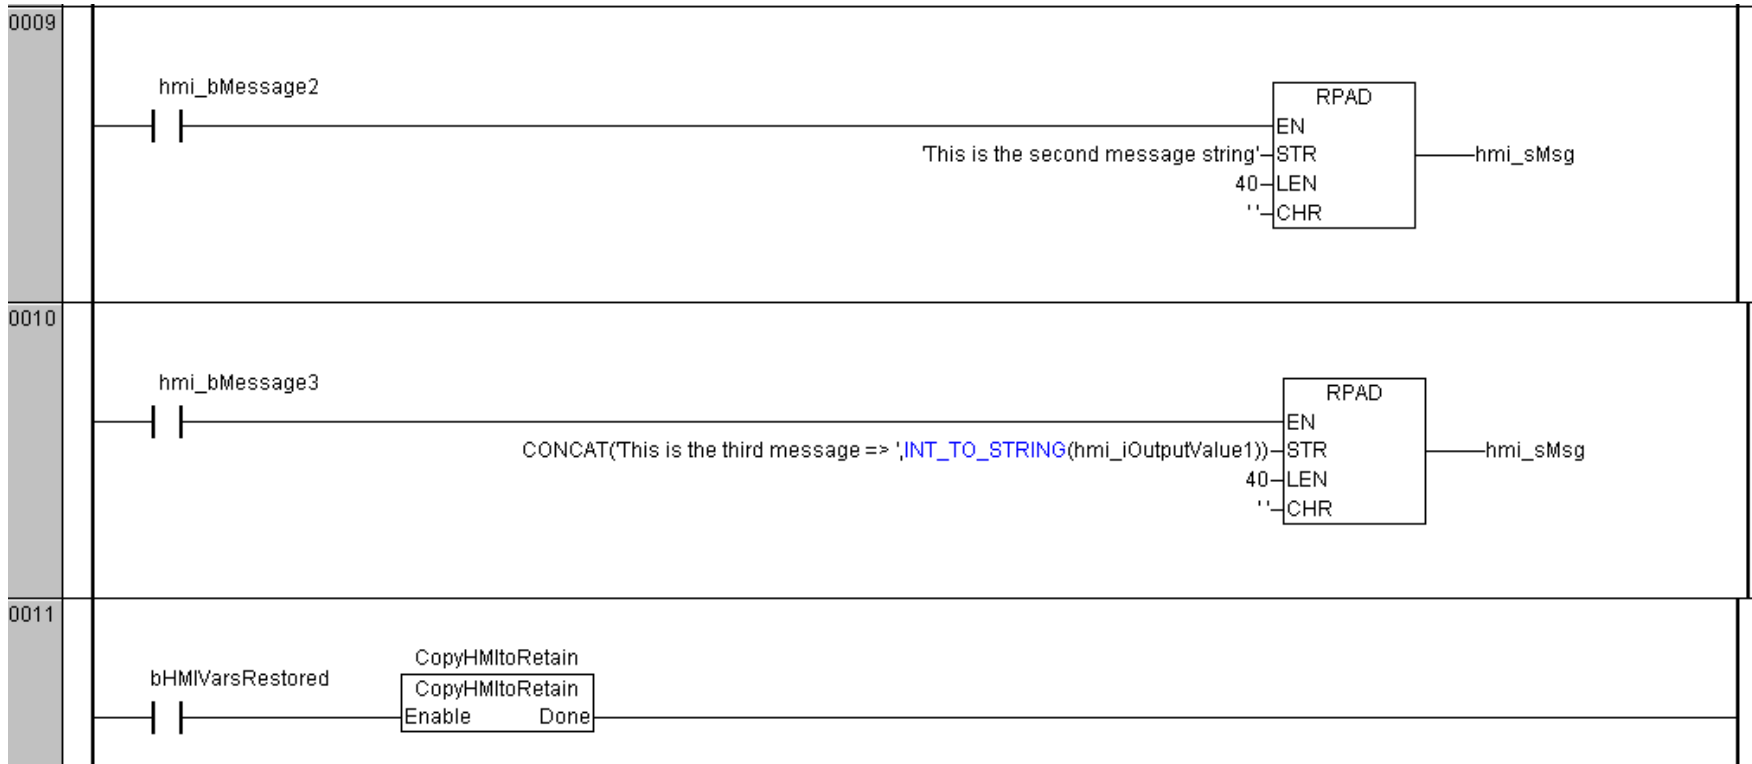 0009
hmi_bMessage2
RPAD
EN
'This is the second message string' STR hmi_sMsg
40 LEN
' ' CHR
0010
hmi_bMessage3
RPAD
EN
CONCAT('This is the third message => ',INT_TO_STRING(hmi_iOutputValue1)) STR hmi_sMsg
40 LEN
' ' CHR
0011
CopyHMItoRetain
bHMIVarsRestored CopyHMItoRetain
Enable Done